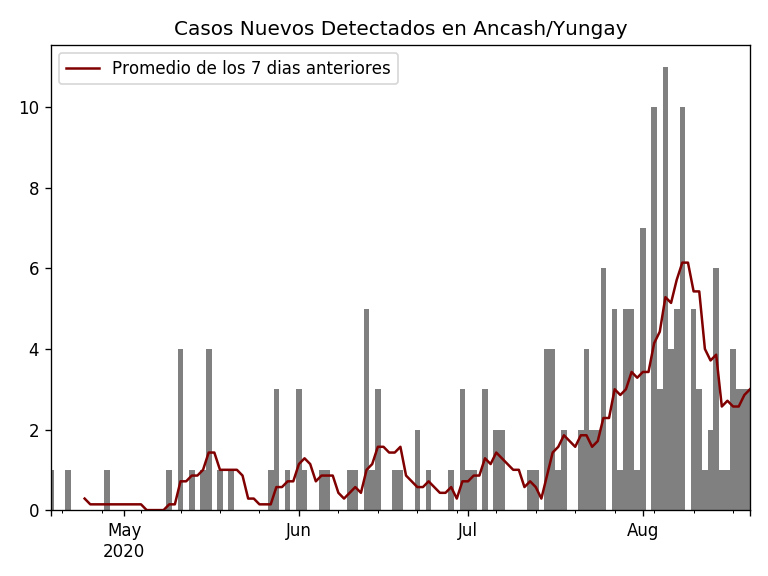 Casos Nuevos Detectados en Ancash/Yungay
Promedio de los 7 dias anteriores
10
8
6
4
2
0
May
2020
Jun
Jul
Aug